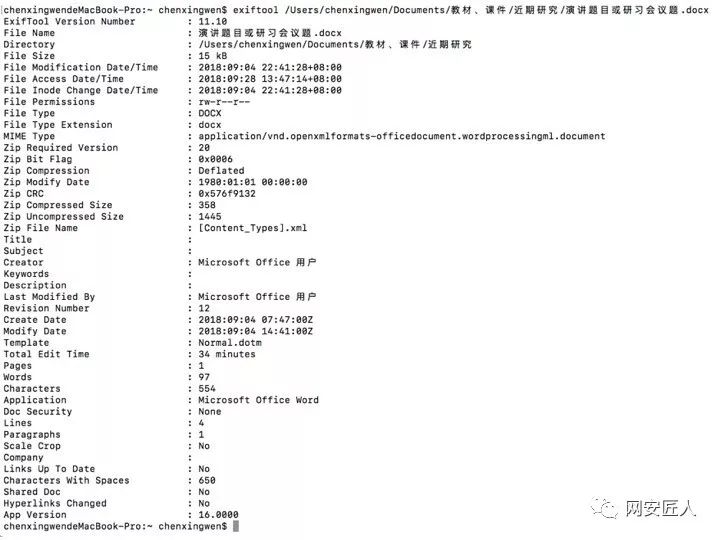 chenxingwendeMacBook-Pro:~ chenxingwen$ exiftool /Users/chenxingwen/Documents/教材、课件/近期研究/演讲题目或研习会议题.docx
ExifTool Version Number : 11.10
File Name : 演讲题目或研习会议题.docx
Directory : /Users/chenxingwen/Documents/教材、课件/近期研究
File Size : 15 kB
File Modification Date/Time : 2018:09:04 22:41:28+08:00
File Access Date/Time : 2018:09:28 13:47:14+08:00
File Inode Change Date/Time : 2018:09:04 22:41:28+08:00
File Permissions : rw-r--r--
File Type : DOCX
File Type Extension : docx
MIME Type : application/vnd.openxmlformats-officedocument.wordprocessingml.document
Zip Required Version : 20
Zip Bit Flag : 0x0006
Zip Compression : Deflated
Zip Modify Date : 1980:01:01 00:00:00
Zip CRC : 0x576f9132
Zip Compressed Size : 358
Zip Uncompressed Size : 1445
Zip File Name : [Content_Types].xml
Title :
Subject :
Creator : Microsoft Office 用户
Keywords :
Description :
Last Modified By : Microsoft Office 用户
Revision Number : 12
Create Date : 2018:09:04 07:47:00Z
Modify Date : 2018:09:04 14:41:00Z
Template : Normal.dotm
Total Edit Time : 34 minutes
Pages : 1
Words : 97
Characters : 554
Application : Microsoft Office Word
Doc Security : None
Lines : 4
Paragraphs : 1
Scale Crop : No
Company :
Links Up To Date : No
Characters With Spaces : 650
Shared Doc : No
Hyperlinks Changed : No
App Version : 16.0000
chenxingwendeMacBook-Pro:~ chenxingwen$
网安匠人